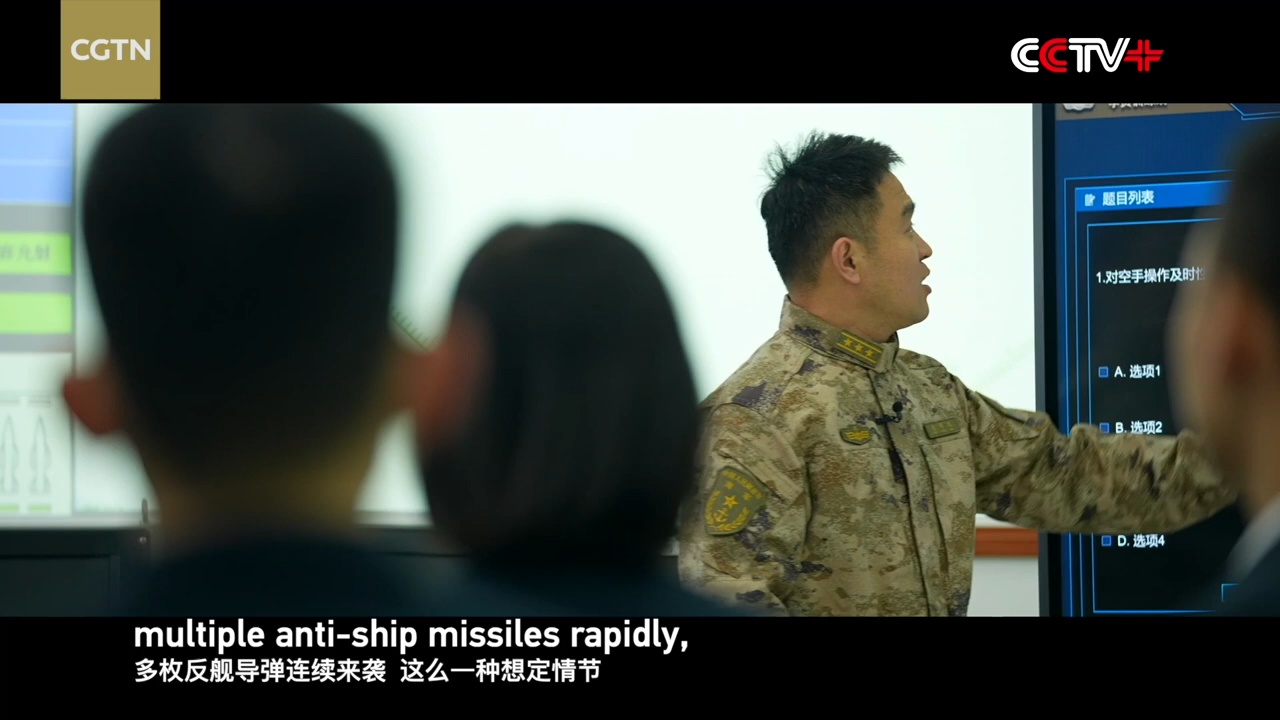 CGTN
CCTV+
题目列表
1.对空手操作及时
A. 选项1
B. 选项2
D. 选项4
multiple anti-ship missiles rapidly,
多枚反舰导弹连续来袭 这么一种想定情节